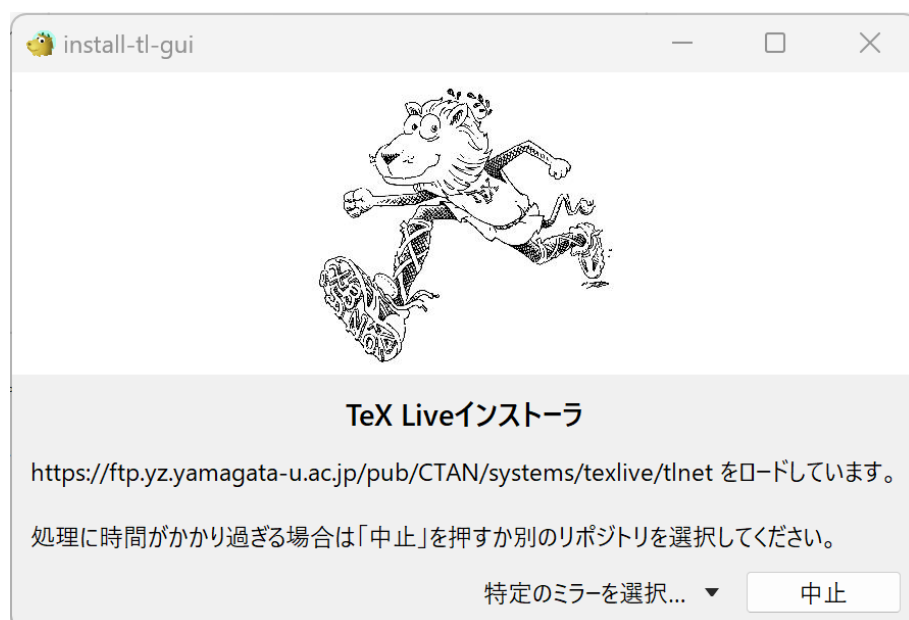 install-tl-gui
TeX Liveインストーラ
https://ftp.yz.yamagata-u.ac.jp/pub/CTAN/systems/texlive/tlnet をロードしています。
処理に時間がかかり過ぎる場合は「中止」を押すか別のリポジトリを選択してください。
特定のミラーを選択... ▼ 中止